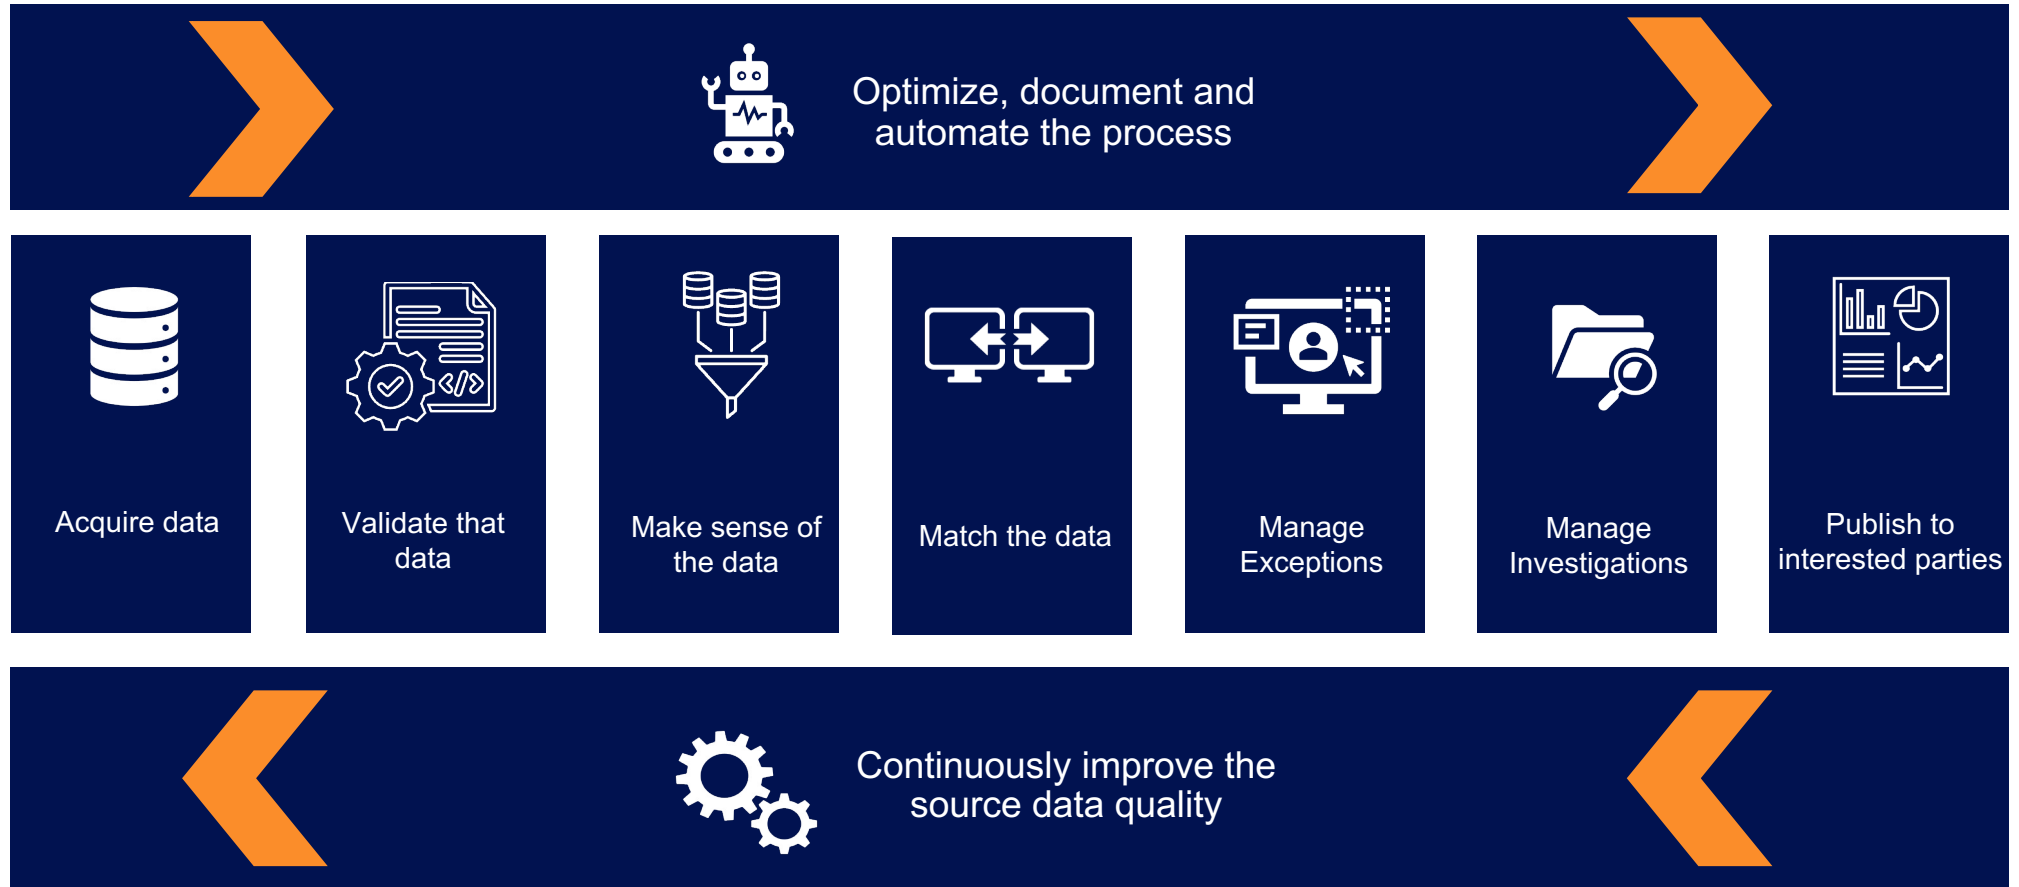 Optimize, document and
automate the process
Acquire data
Validate that
data
Make sense of
the data
Match the data
Manage
Exceptions
Manage
Investigations
Publish to
interested parties
Continuously improve the
source data quality